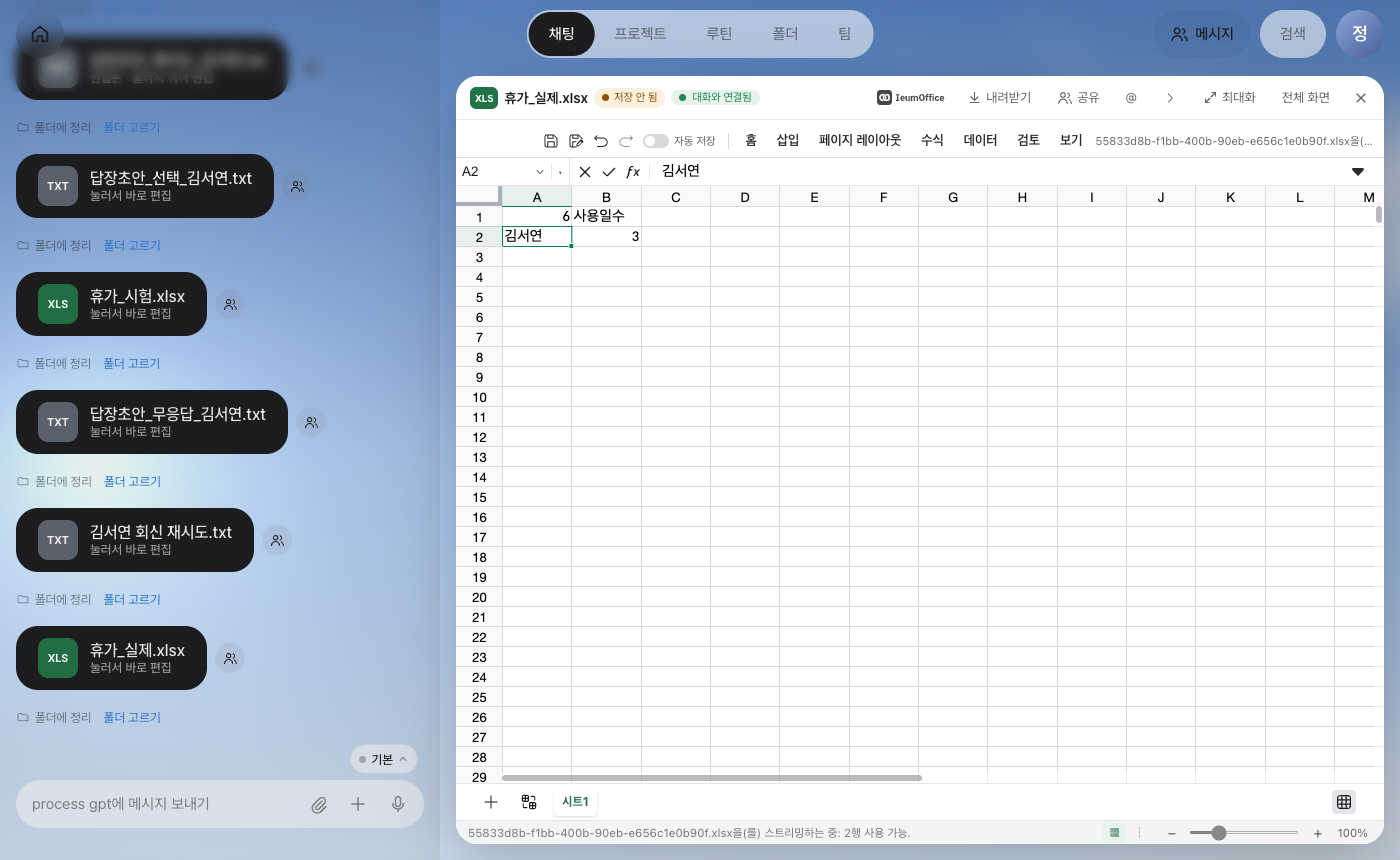 채팅
프로젝트
루틴
폴더
팀
메시지
검색
정
폴더에 정리 폴더 고르기
TXT
답장초안_선택_김서연.txt
눌러서 바로 편집
폴더에 정리 폴더 고르기
XLS
휴가_시험.xlsx
눌러서 바로 편집
폴더에 정리 폴더 고르기
TXT
답장초안_무응답_김서연.txt
눌러서 바로 편집
폴더에 정리 폴더 고르기
TXT
김서연 회신 재시도.txt
눌러서 바로 편집
폴더에 정리 폴더 고르기
XLS
휴가_실제.xlsx
눌러서 바로 편집
폴더에 정리 폴더 고르기
기본
process gpt에 메시지 보내기
XLS 휴가_실제.xlsx 저장 안 됨 대화와 연결됨 IeumOffice 내려받기 공유 @ 최대화 전체 화면
자동 저장 홈 삽입 페이지 레이아웃 수식 데이터 검토 보기 55833d8b-f1bb-400b-90eb-e656c1e0b90f.xlsx을(...
A2 fx 김서연
A B C D E F G H I J K L M
1 6 사용일수
2 김서연 3
3
4
5
6
7
8
9
10
11
12
13
14
15
16
17
18
19
20
21
22
23
24
25
26
27
28
29
시트1
55833d8b-f1bb-400b-90eb-e656c1e0b90f.xlsx을(를) 스트리밍하는 중: 2행 사용 가능.
100%